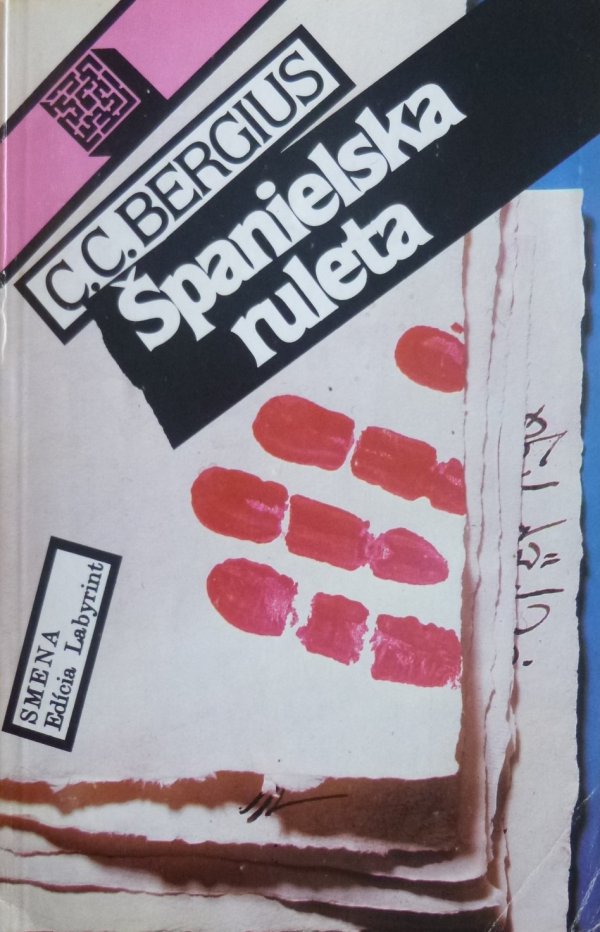 C.C.BERGIUS
Španielska
ruleta
SMENA
Edícia Labyrint